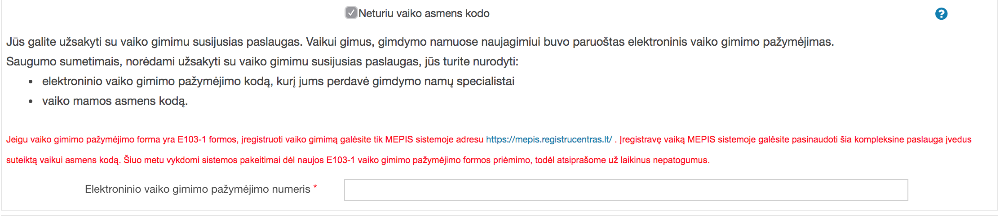 Neturiu vaiko asmens kodo
Jūs galite užsakyti su vaiko gimimu susijusias paslaugas. Vaikui gimus, gimdymo namuose naujagimiui buvo paruoštas elektroninis vaiko gimimo pažymėjimas.
Saugumo sumetimais, norėdami užsakyti su vaiko gimimu susijusias paslaugas, jūs turite nurodyti:
• elektroninio vaiko gimimo pažymėjimo kodą, kurį jums perdavė gimdymo namų specialistai
• vaiko mamos asmens kodą.
Jeigu vaiko gimimo pažymėjimo forma yra E103-1 formos, įregistruoti vaiko gimimą galėsite tik MEPIS sistemoje adresu https://mepis.registrucentras.lt/ . Įregistravę vaiką MEPIS sistemoje galėsite pasinaudoti šia kompleksine paslauga įvedus
suteiktą vaikui asmens kodą. Šiuo metu vykdomi sistemos pakeitimai dėl naujos E103-1 vaiko gimimo pažymėjimo formos priėmimo, todėl atsiprašome už laikinus nepatogumus.
Elektroninio vaiko gimimo pažymėjimo numeris *